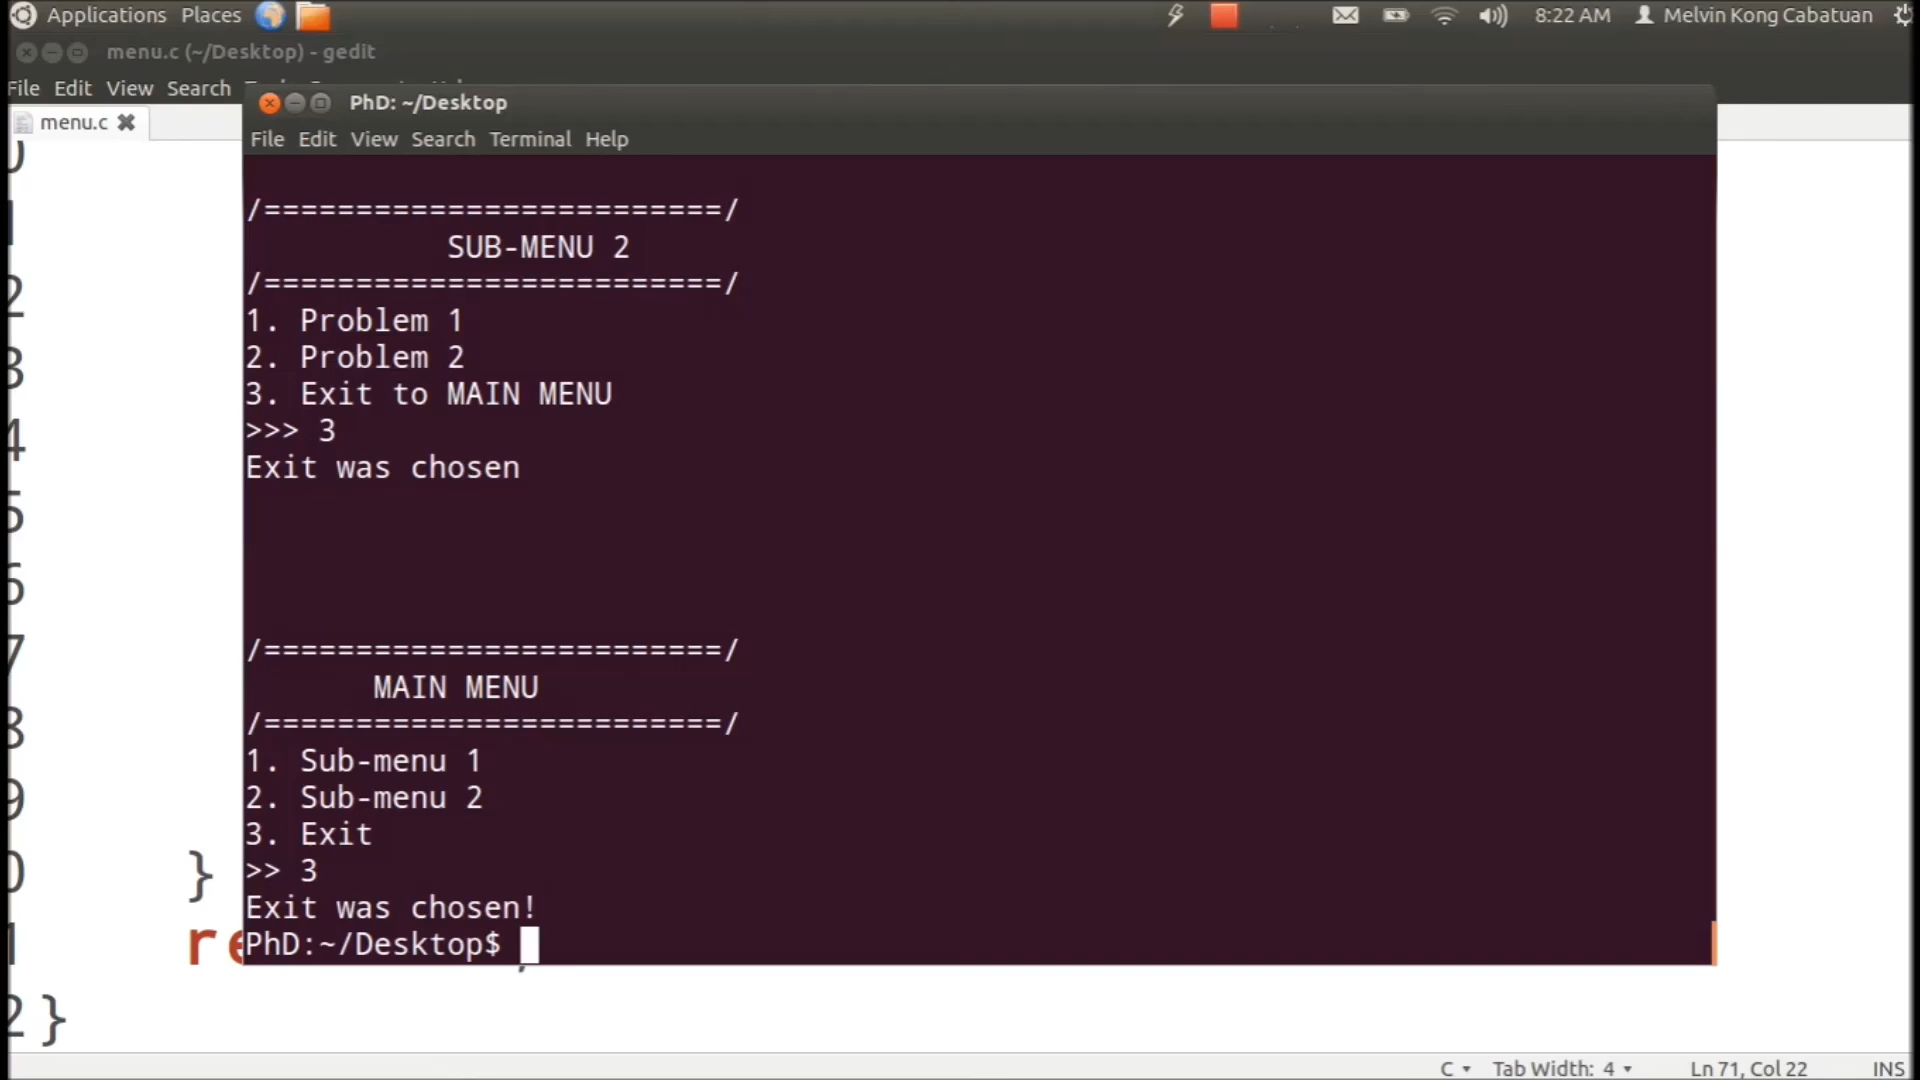 Applications Places 8:22 AM Melvin Kong Cabatuan
menu.c (~/Desktop) - gedit
File Edit View Search
PhD: ~/Desktop
menu.c
File Edit View Search Terminal Help
/=========================/
SUB-MENU 2
/=========================/
1. Problem 1
2. Problem 2
3. Exit to MAIN MENU
>>> 3
Exit was chosen
/=========================/
MAIN MENU
/=========================/
1. Sub-menu 1
2. Sub-menu 2
3. Exit
>> 3
}
Exit was chosen!
re
PhD:~/Desktop$
2 }
C Tab Width: 4 Ln 71, Col 22 INS